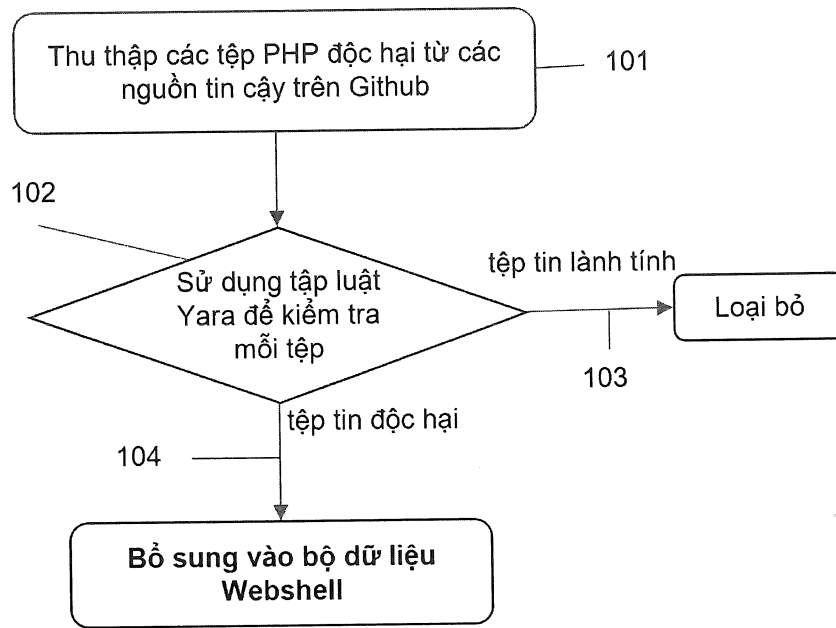 Thu thập các tệp PHP độc hại từ các
nguồn tin cậy trên Github
101
102
Sử dụng tập luật
Yara để kiểm tra
mỗi tệp
tệp tin lành tính
Loại bỏ
103
tệp tin độc hại
104
Bổ sung vào bộ dữ liệu
Webshell